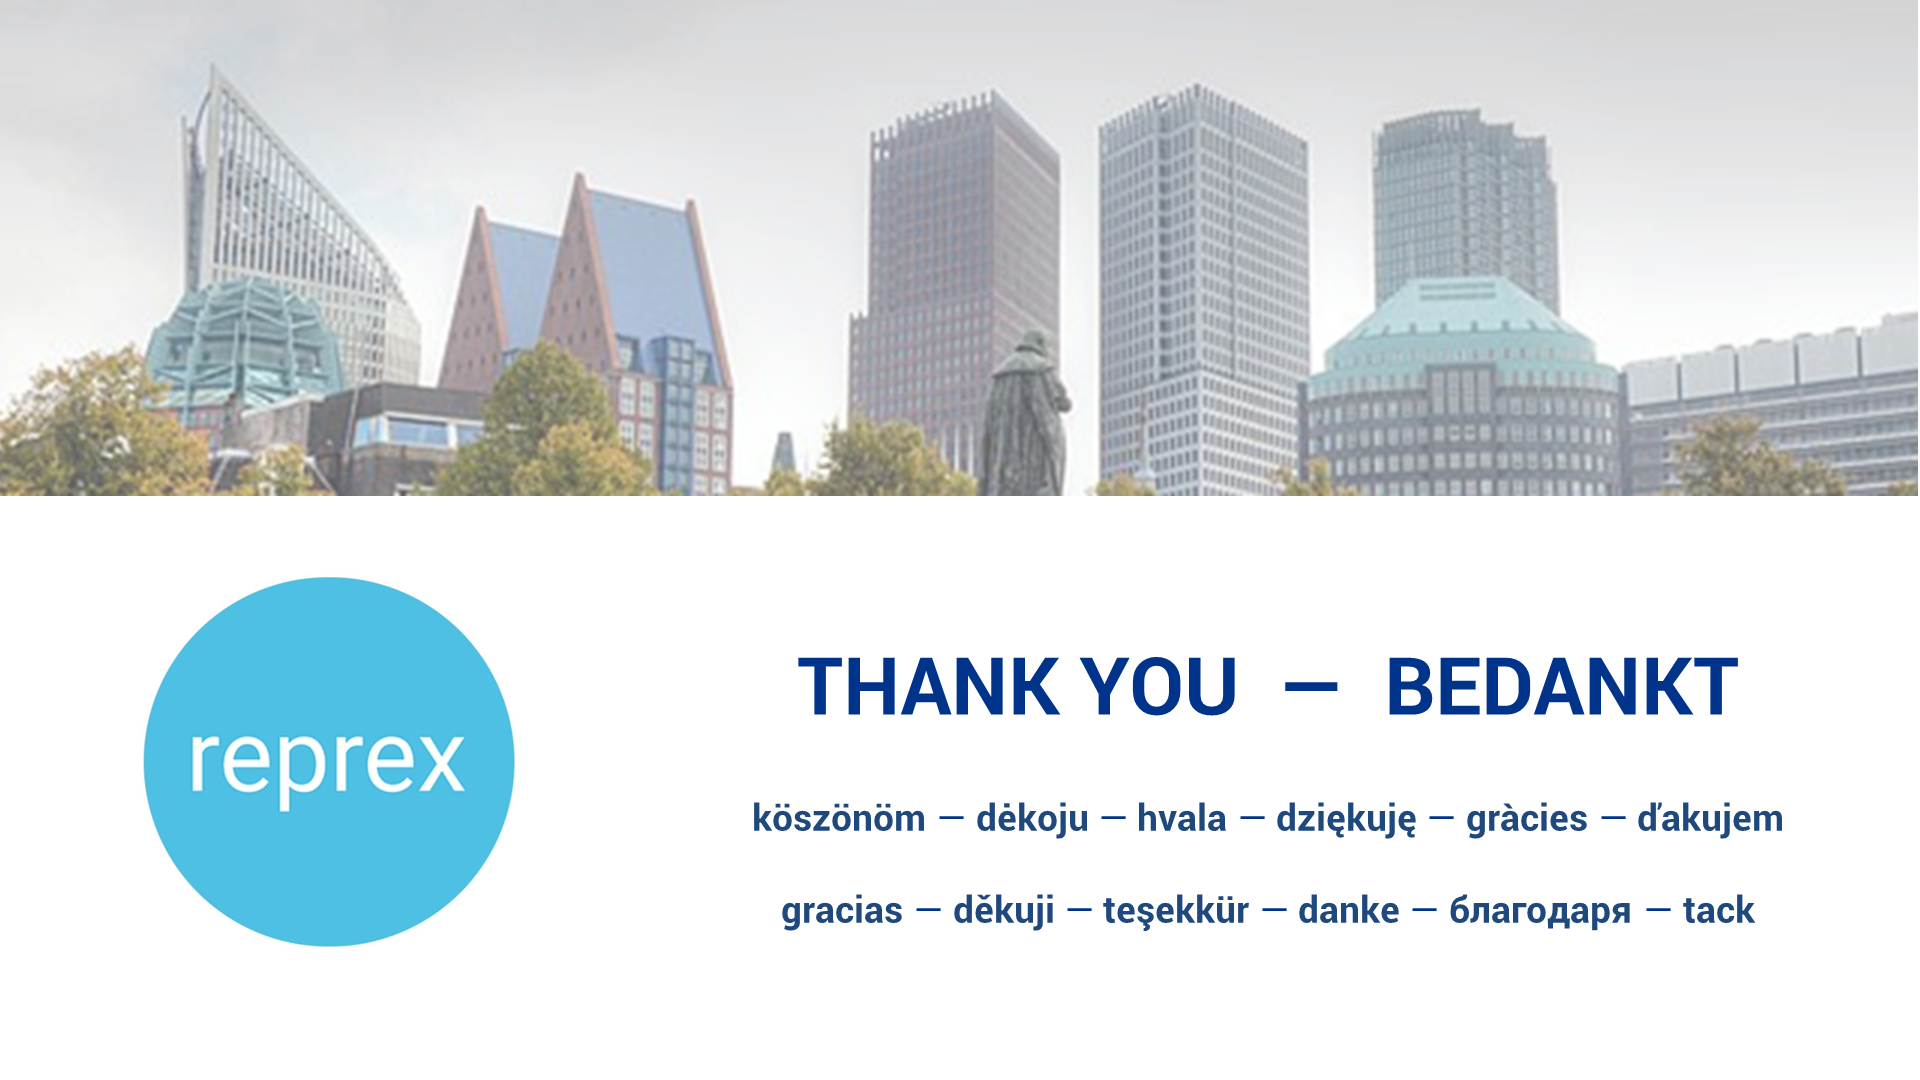 reprex
THANK YOU — BEDANKT
köszönöm — dėkoju — hvala — dziękuję — gràcies — ďakujem
gracias — děkuji — teşekkür — danke — благодаря — tack